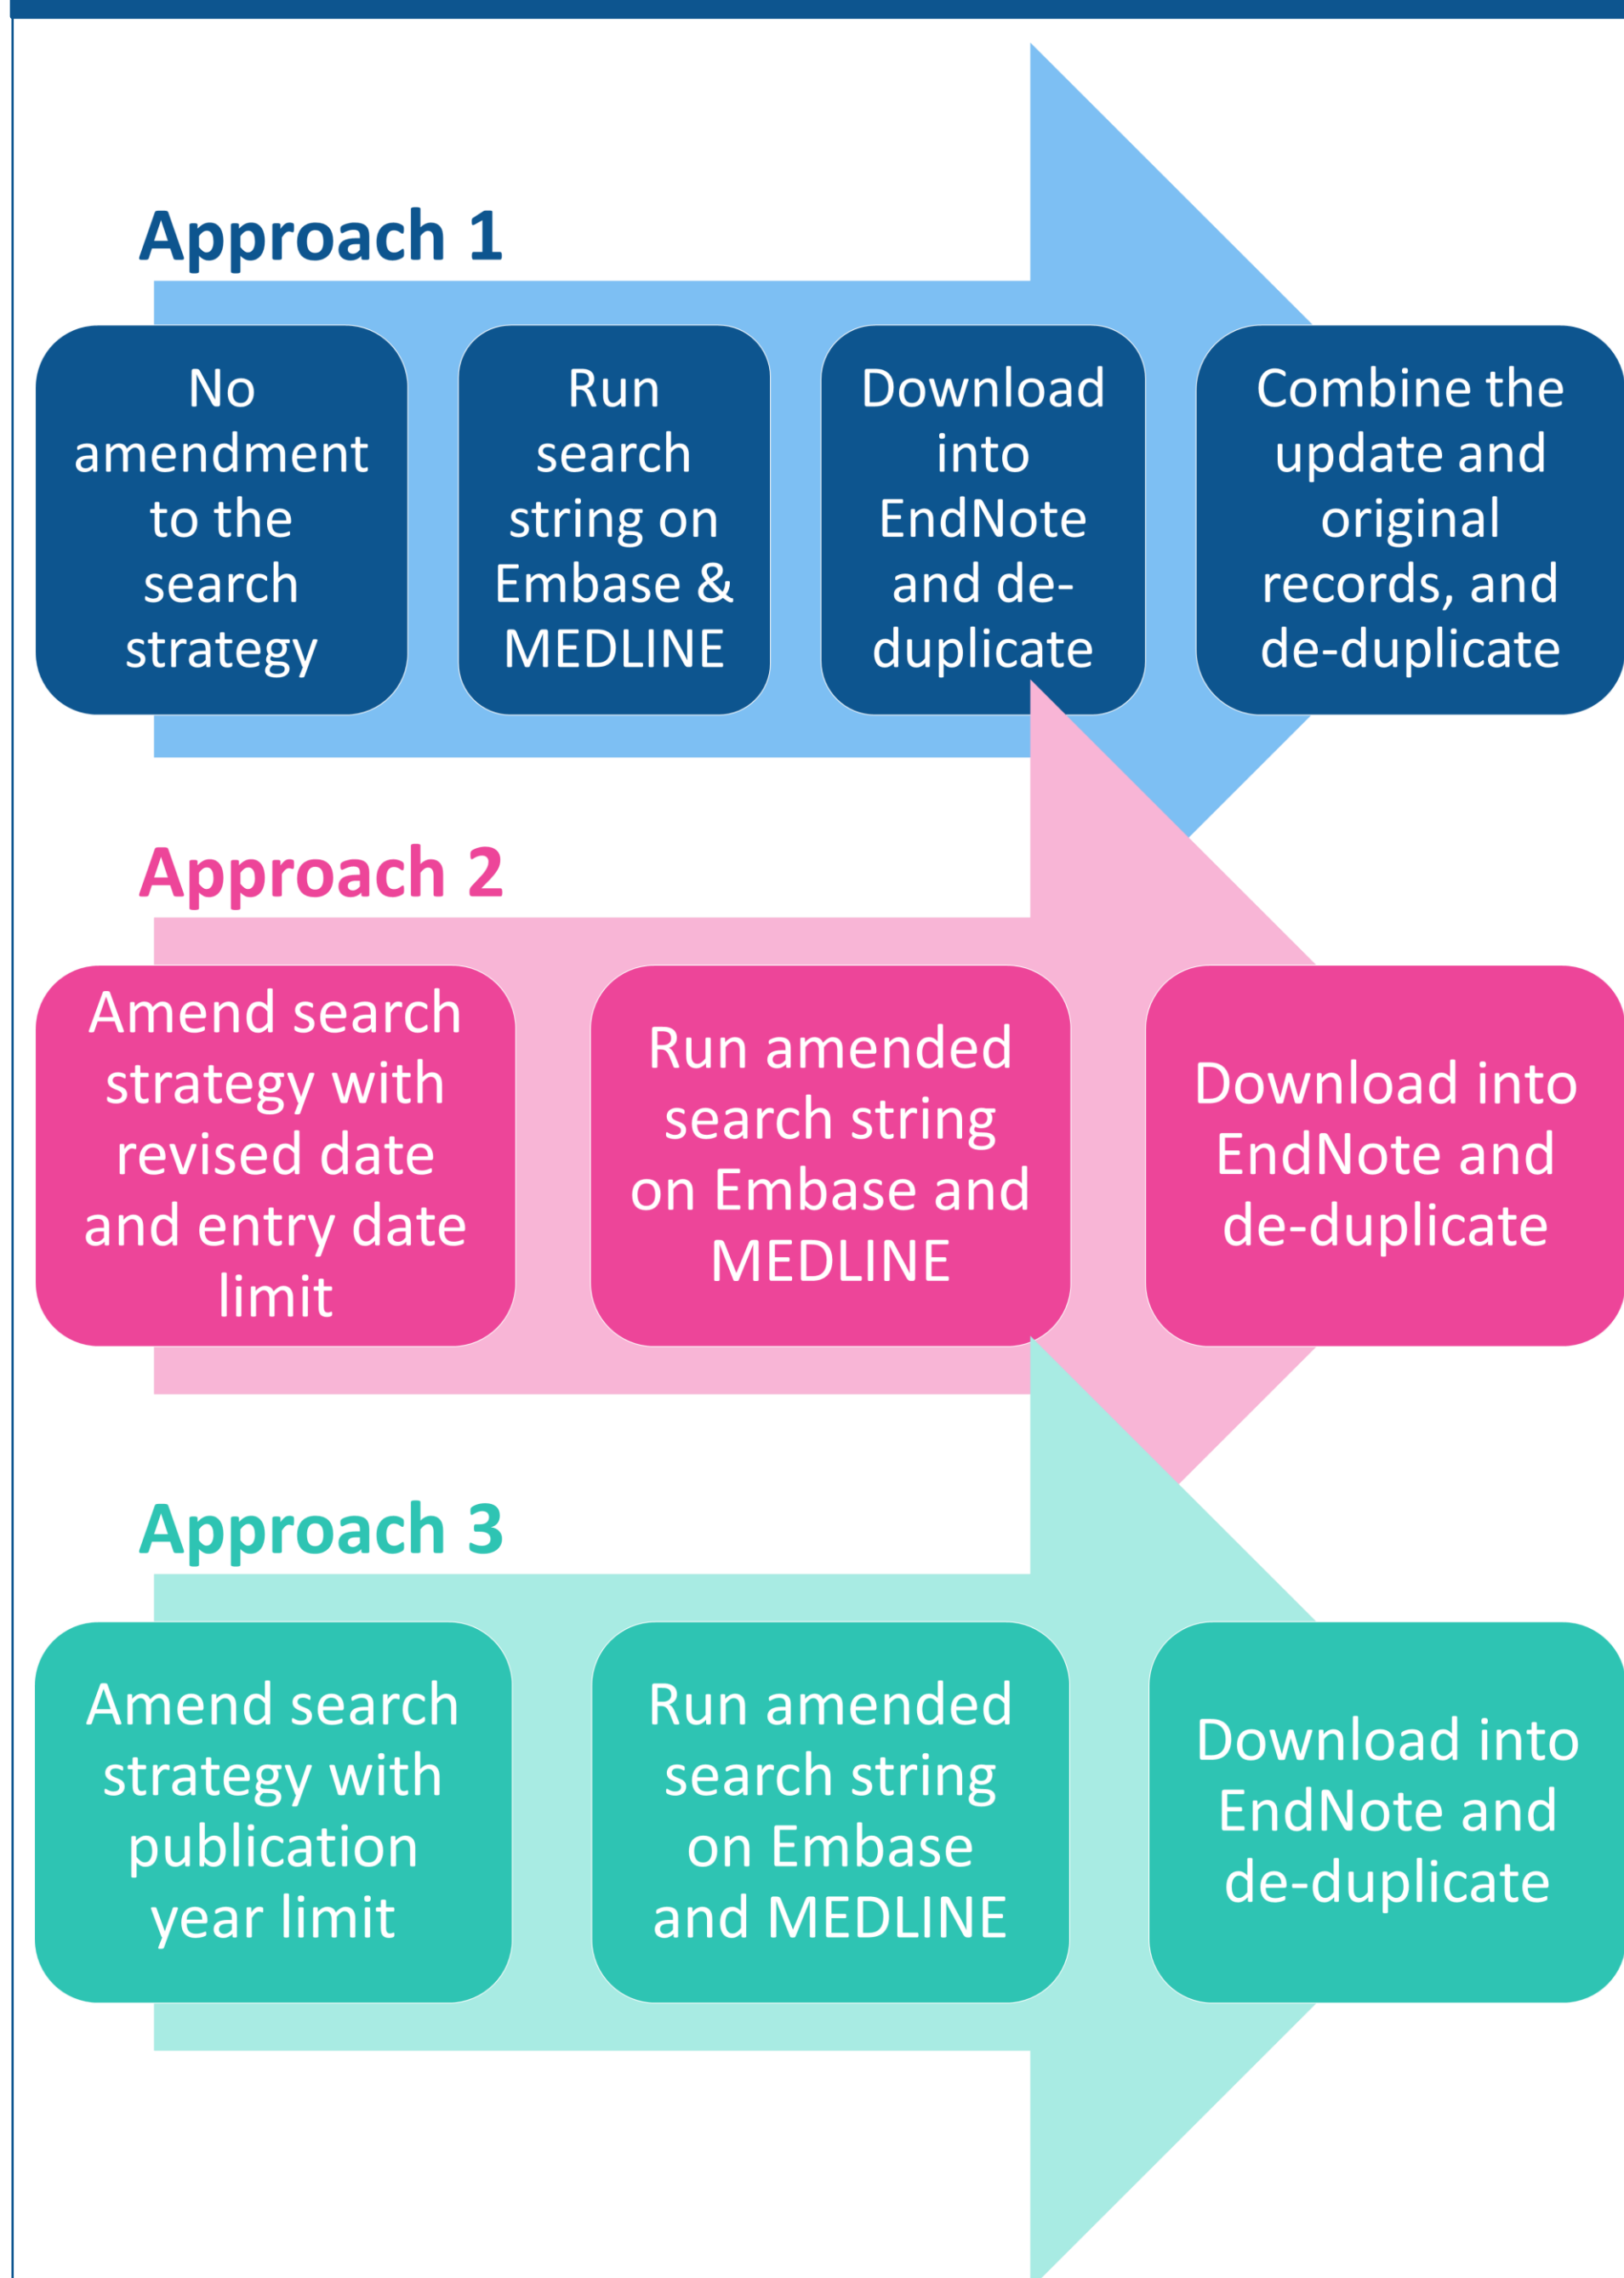 Approach 1
No
amendment
to the
search
strategy
Run
search
string on
Embase &
MEDLINE
Download
into
EndNote
and de-
duplicate
Combine the
update and
original
records, and
de-duplicate
Approach 2
Amend search
strategy with
revised date
and entry date
limit
Run amended
search string
on Embase and
MEDLINE
Download into
ErdNote and
de-duplicate
Approach 3
Amend search
strategy with
publication
year limit
Run amended
search string
on Embase
and MEDLINE
Download into
EndNote and
de-duplicate